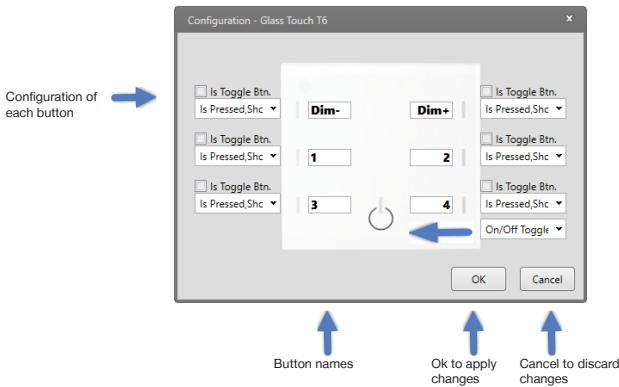 Configuration - Glass Touch T6
x
Configuration of
each button
Is Toggle Btn.
Is Pressed,Shc
Dim-
Dim+
Is Toggle Btn.
Is Pressed,Shc
Is Toggle Btn.
Is Pressed,Shc
1
2
Is Toggle Btn.
Is Pressed,Shc
Is Toggle Btn.
Is Pressed,Shc
3
4
Is Toggle Btn.
Is Pressed,Shc
On/Off Toggle
OK
Cancel
Button names
Ok to apply
changes
Cancel to discard
changes